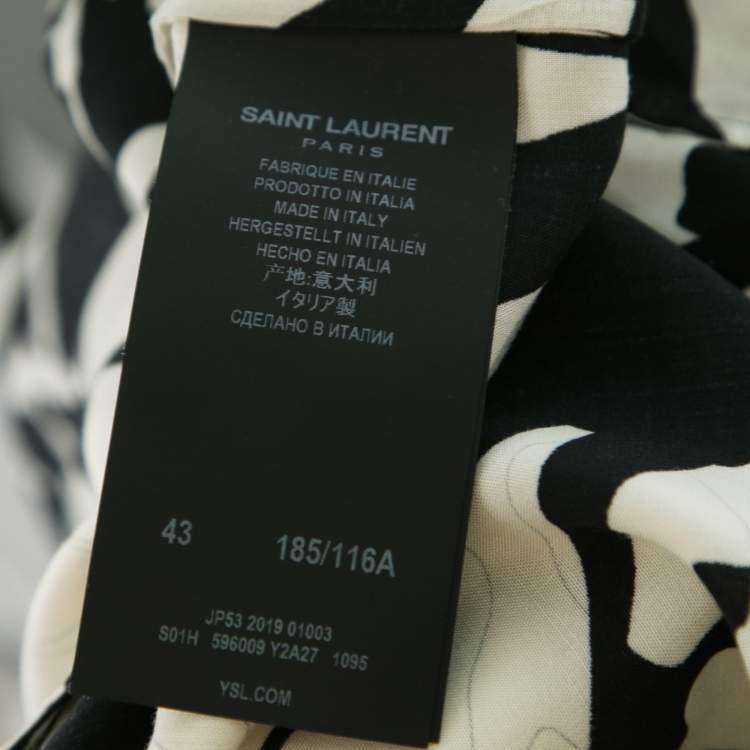 SAINT LAURENT
PARIS
FABRIQUE EN ITALIE
PRODOTTO IN ITALIA
MADE IN ITALY
HERGESTELLT IN ITALIEN
HECHO EN ITALIA
产地:意大利
イタリア製
СДЕЛАНО В ИТАЛИИ
43 185/116A
JP53 2019 01003
S01H 596009 Y2A27 1095
YSL.COM